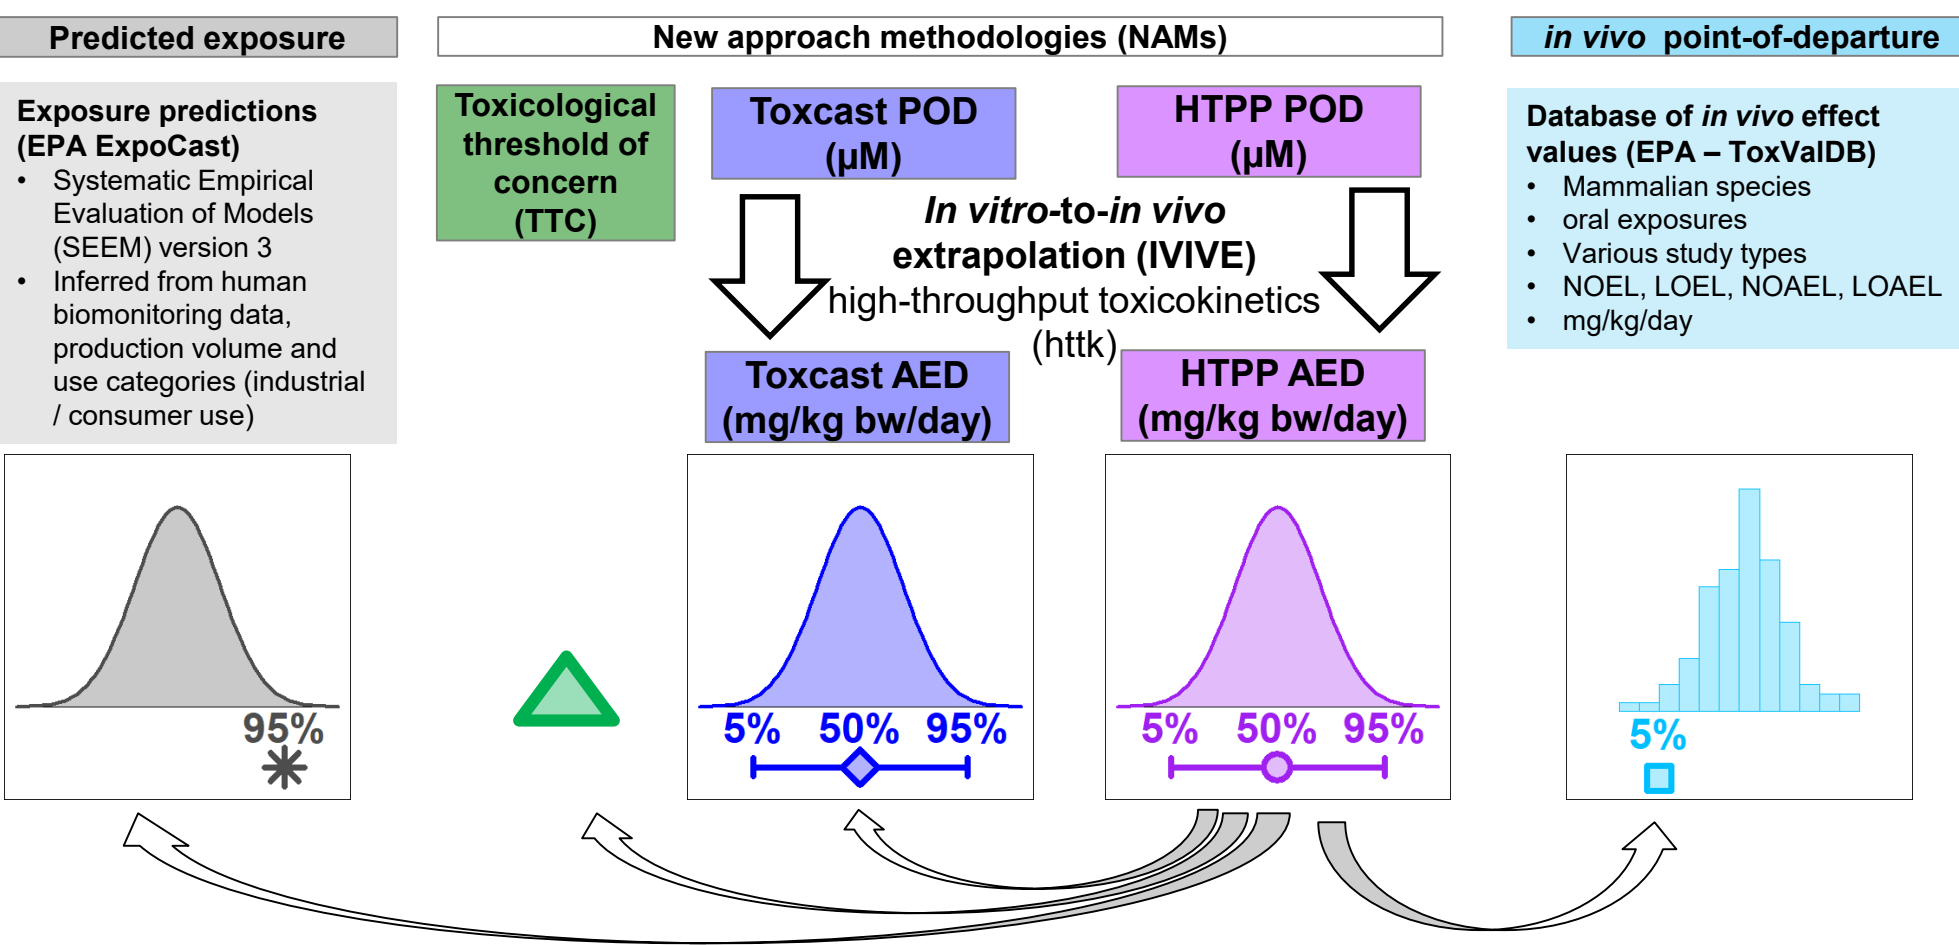 Predicted exposure
New approach methodologies (NAMs)
in vivo point-of-departure
Exposure predictions
(EPA ExpoCast)
• Systematic Empirical
Evaluation of Models
(SEEM) version 3
• Inferred from human
biomonitoring data,
production volume and
use categories (industrial
/ consumer use)
Toxicological
threshold of
concern
(TTC)
Toxcast POD
(µM)
HTPP POD
(µM)
In vitro-to-in vivo
extrapolation (IVIVE)
high-throughput toxicokinetics
(httk)
Toxcast AED
(mg/kg bw/day)
HTPP AED
(mg/kg bw/day)
Database of in vivo effect
values (EPA – ToxValDB)
• Mammalian species
• oral exposures
• Various study types
• NOEL, LOEL, NOAEL, LOAEL
• mg/kg/day
95%
5% 50% 95%
5% 50% 95%
5%